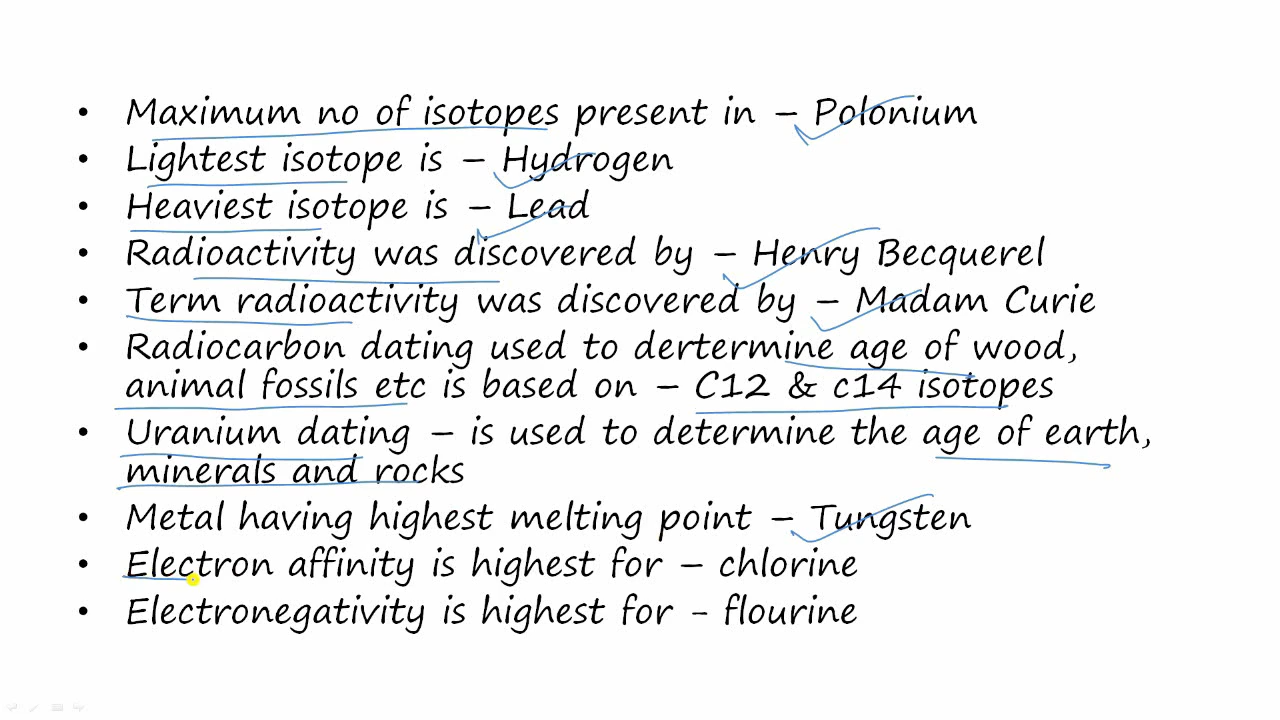 • Maximum no of isotopes present in – Polonium
• Lightest isotope is – Hydrogen
• Heaviest isotope is – Lead
• Radioactivity was discovered by – Henry Becquerel
• Term radioactivity was discovered by – Madam Curie
• Radiocarbon dating used to dertermine age of wood,
animal fossils etc is based on – C12 & c14 isotopes
• Uranium dating – is used to determine the age of earth,
minerals and rocks
• Metal having highest melting point – Tungsten
• Electron affinity is highest for – chlorine
• Electronegativity is highest for - flourine